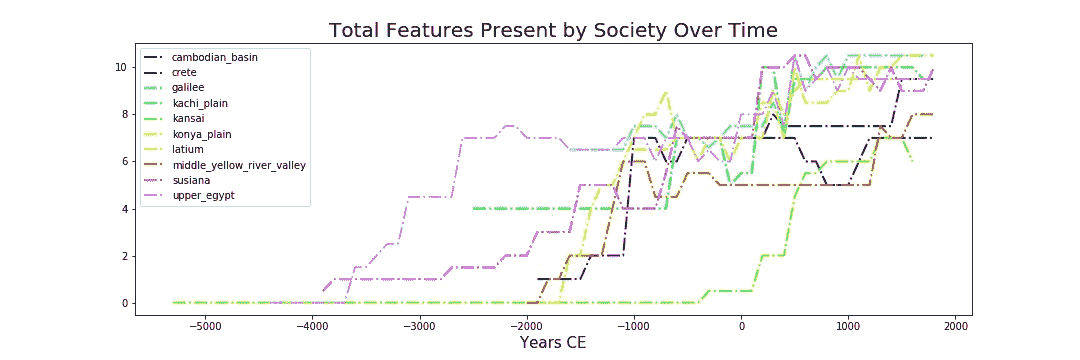 Total Features Present by Society Over Time
cambodian_basin
crete
galilee
kachi_plain
kansai
konya_plain
latium
middle_yellow_river_valley
susiana
upper_egypt
10
8
6
4
2
0
−5000 −4000 −3000 −2000 −1000 0 1000 2000
Years CE